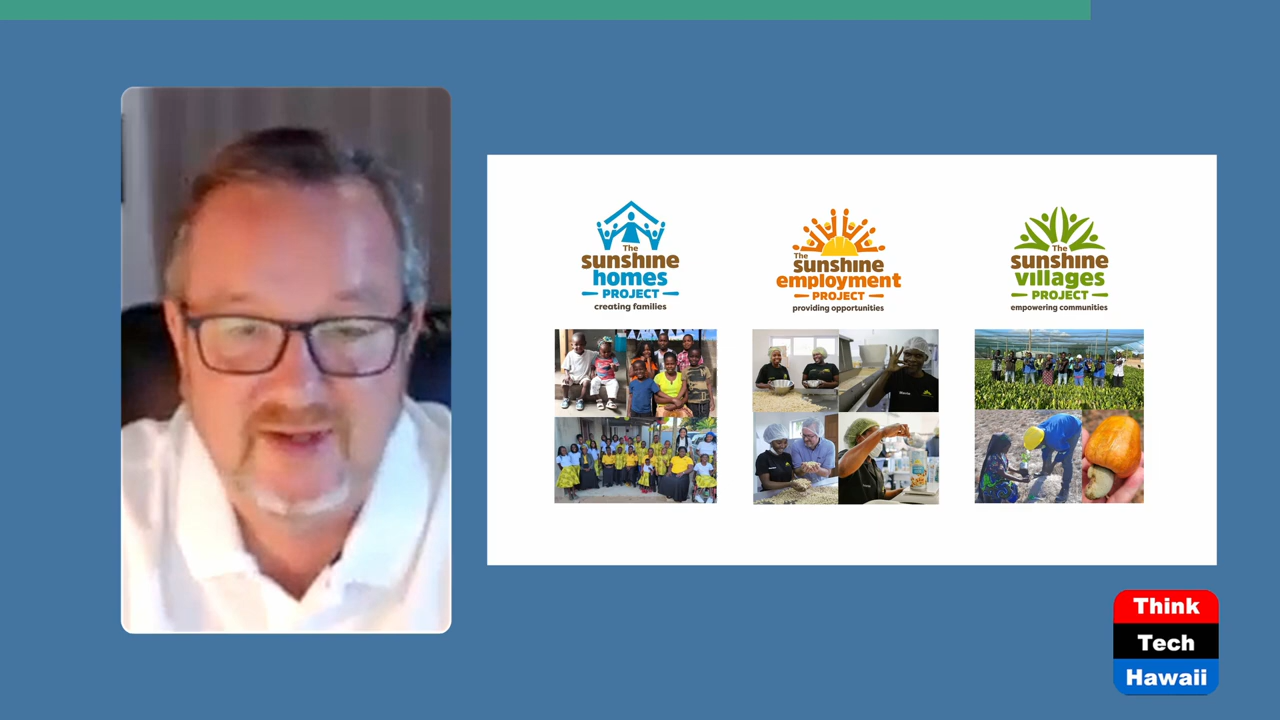 The
sunshine
homes
PROJECT
creating families
The
sunshine
employment
PROJECT
providing opportunities
The
sunshine
villages
PROJECT
empowering communities
Think
Tech
Hawaii